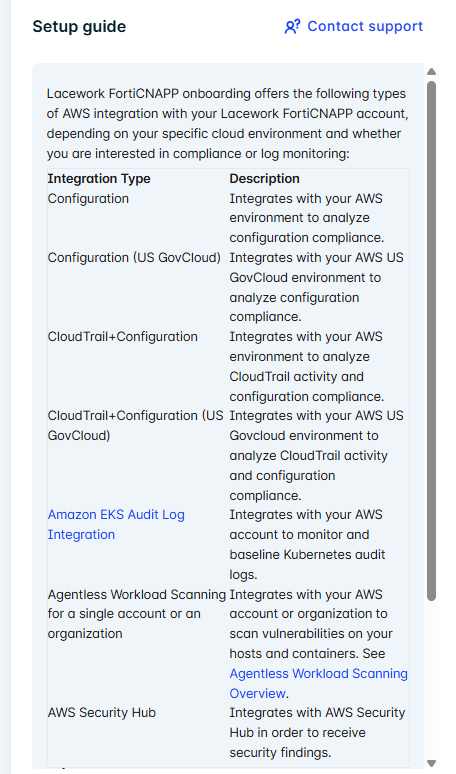 Setup guide
Contact support
Lacework FortiCNAPP onboarding offers the following types
of AWS integration with your Lacework FortiCNAPP account,
depending on your specific cloud environment and whether
you are interested in compliance or log monitoring:
Integration Type Description
Configuration Integrates with your AWS
environment to analyze
configuration compliance.
Configuration (US GovCloud) Integrates with your AWS US
GovCloud environment to
analyze configuration
compliance.
CloudTrail+Configuration Integrates with your AWS
environment to analyze
CloudTrail activity and
configuration compliance.
CloudTrail+Configuration (US Integrates with your AWS US
GovCloud) Govcloud environment to
analyze CloudTrail activity
and configuration
compliance.
Amazon EKS Audit Log Integrates with your AWS
Integration account to monitor and
baseline Kubernetes audit
logs.
Agentless Workload Scanning Integrates with your AWS
for a single account or an account or organization to
organization scan vulnerabilities on your
hosts and containers. See
Agentless Workload Scanning
Overview.
AWS Security Hub Integrates with AWS Security
Hub in order to receive
security findings.